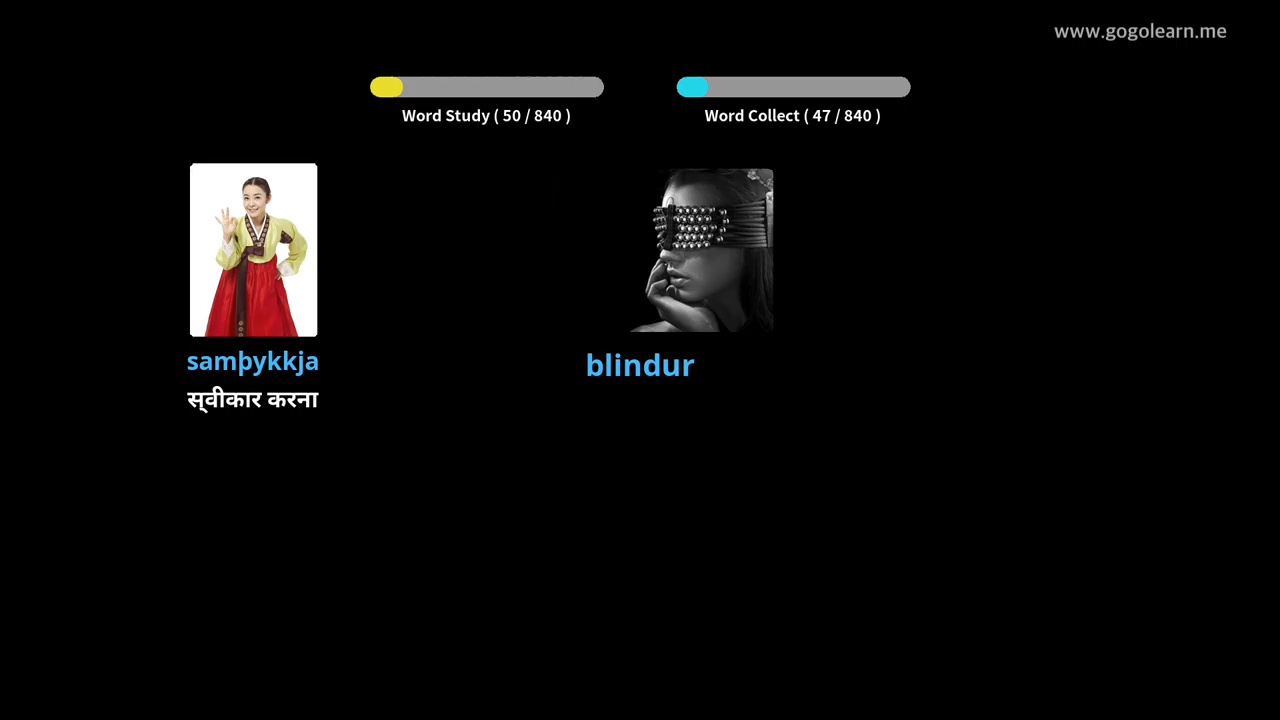 www.gogolearn.me
Word Study ( 50 / 840 )
Word Collect ( 47 / 840 )
samþykkja
blindur
स्वीकार करना